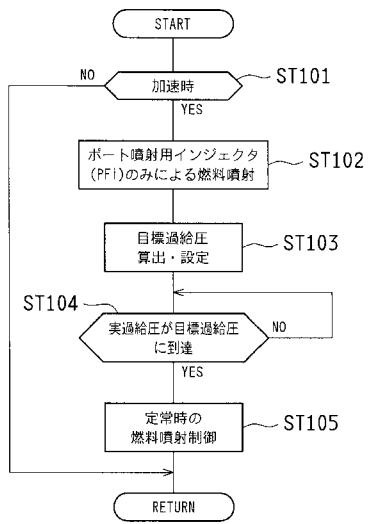 START
NO
加速時
ST101
YES
ポート噴射用インジェクタ
(PFi)のみによる燃料噴射
ST102
目標過給圧
算出・設定
ST103
ST104
実過給圧が目標過給圧
に到達
NO
YES
定常時の
燃料噴射制御
ST105
RETURN